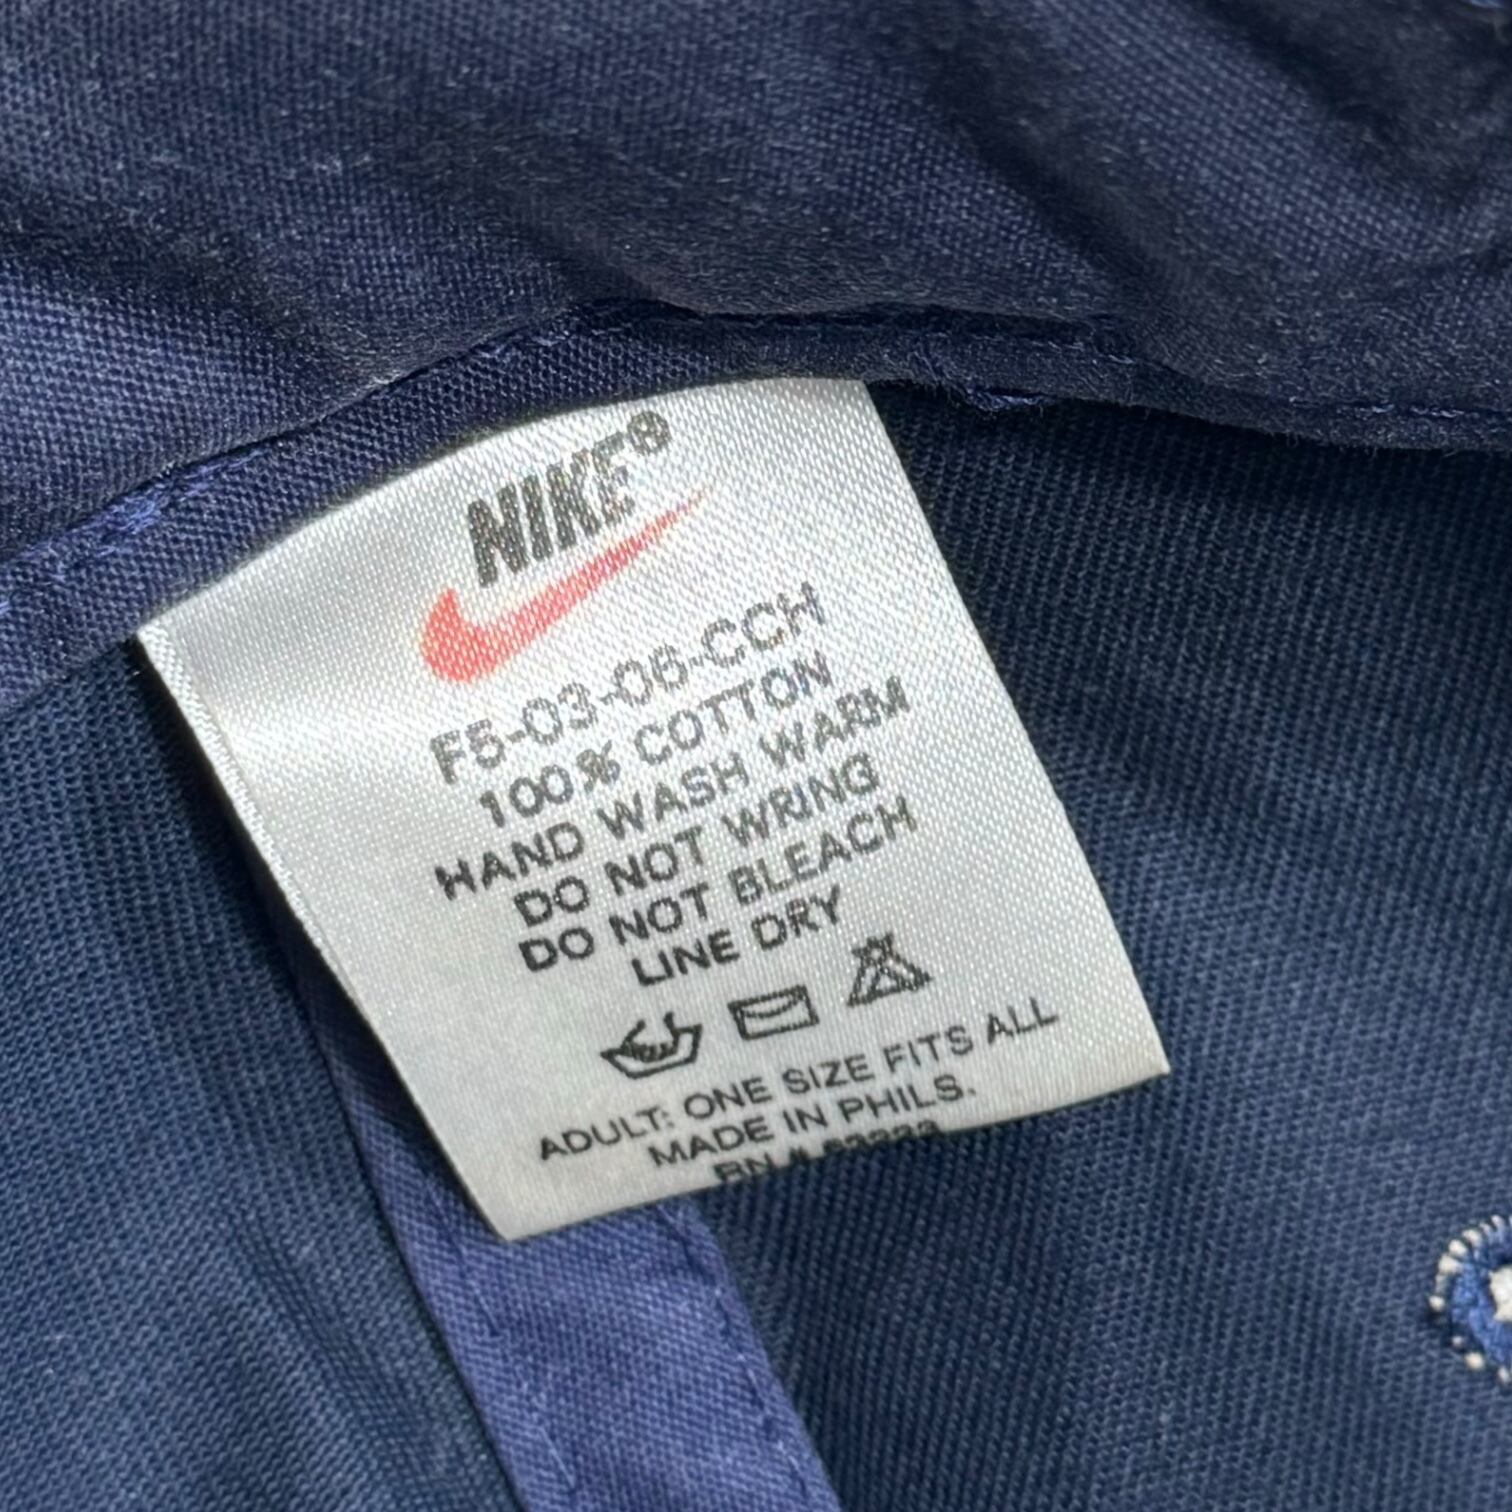 NIKE®
F5-03-06-CCH
100% COTTON
HAND WASH WARM
DO NOT WRING
DO NOT BLEACH
LINE DRY
ADULT: ONE SIZE FITS ALL
MADE IN PHILS.
RN #